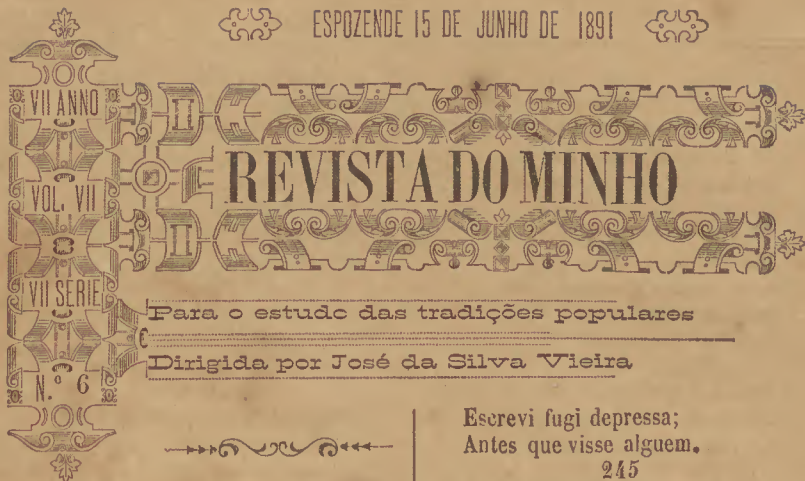 ESPOZENDE 15 DE JUNHO DE 1891
VII ANNO
VOL. VII
VII SERIE
N.º 6
REVISTA DO MINHO
Para o estudo das tradições populares
Dirigida por José da Silva Vieira
Escrevi fugi depressa;
Antes que visse alguem.
245